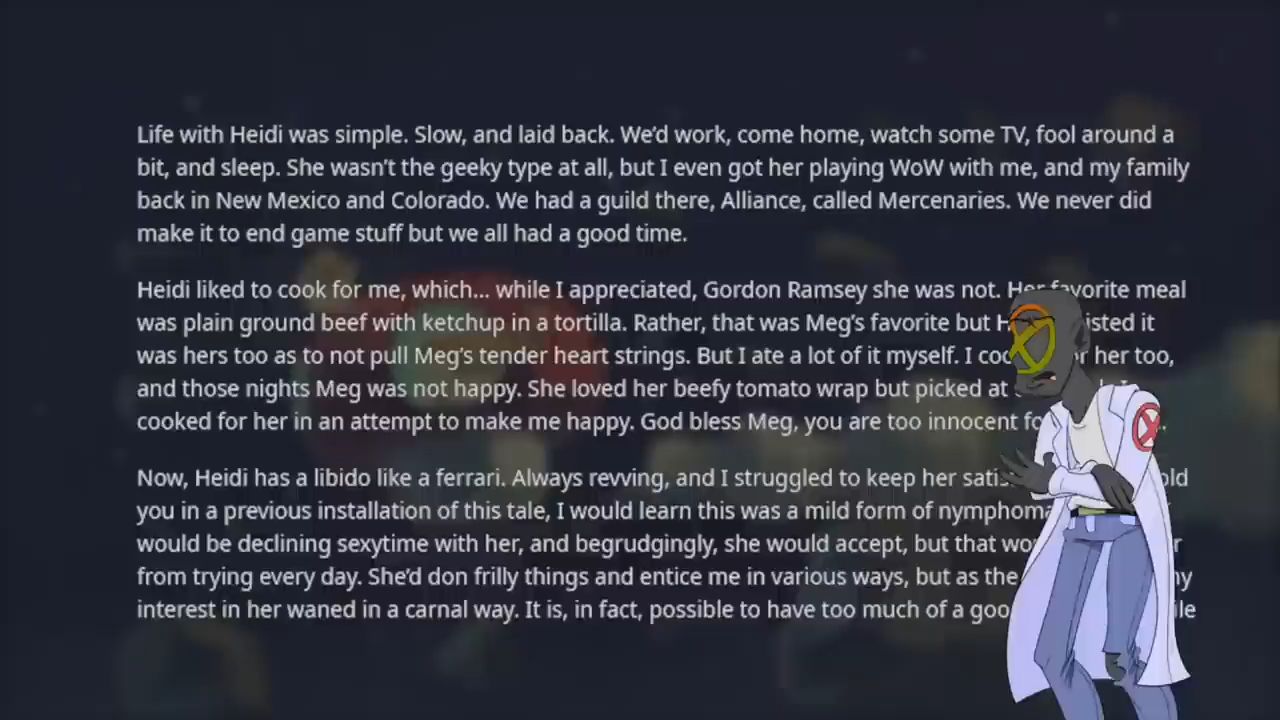 Life with Heidi was simple. Slow, and laid back. We'd work, come home, watch some TV, fool around a
bit, and sleep. She wasn't the geeky type at all, but I even got her playing WoW with me, and my family
back in New Mexico and Colorado. We had a guild there, Alliance, called Mercenaries. We never did
make it to end game stuff but we all had a good time.
Heidi liked to cook for me, which... while I appreciated, Gordon Ramsey she was not. Her favorite meal
was plain ground beef with ketchup in a tortilla. Rather, that was Meg's favorite but it
was hers too as to not pull Meg's tender heart strings. But I ate a lot of it myself. I her too,
and those nights Meg was not happy. She loved her beefy tomato wrap but picked at
cooked for her in an attempt to make me happy. God bless Meg, you are too innocent
Now, Heidi has a libido like a ferrari. Always revving, and I struggled to keep her
you in a previous installation of this tale, I would learn this was a mild form of
would be declining sexytime with her, and begrudgingly, she would accept, but that
from trying every day. She'd don frilly things and entice me in various ways, but as the
interest in her waned in a carnal way. It is, in fact, possible to have too much of a